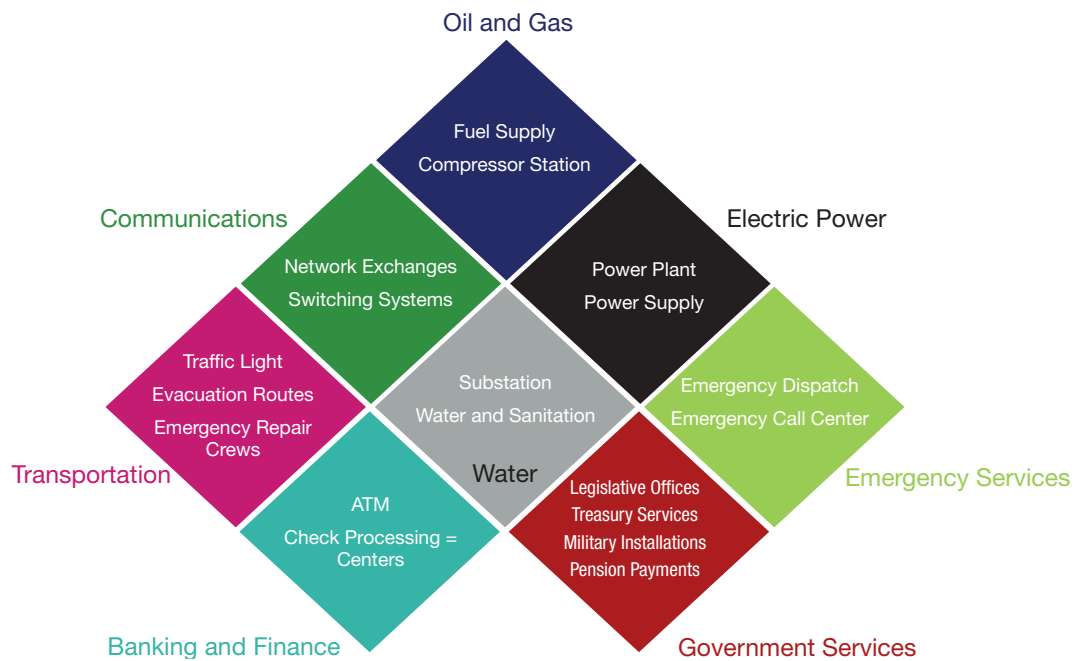 Oil and Gas
Fuel Supply
Compressor Station
Communications
Network Exchanges
Switching Systems
Electric Power
Power Plant
Power Supply
Traffic Light
Evacuation Routes
Emergency Repair
Crews
Transportation
Substation
Water and Sanitation
Water
Emergency Dispatch
Emergency Call Center
Emergency Services
ATM
Check Processing =
Centers
Banking and Finance
Legislative Offices
Treasury Services
Military Installations
Pension Payments
Government Services